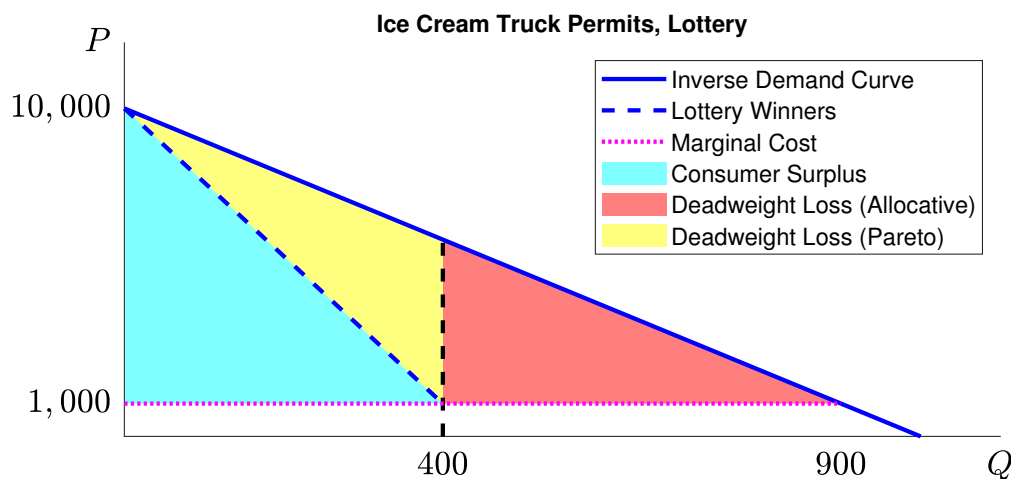 Ice Cream Truck Permits, Lottery
P
10, 000
Inverse Demand Curve
Lottery Winners
Marginal Cost
Consumer Surplus
Deadweight Loss (Allocative)
Deadweight Loss (Pareto)
1, 000
400
900
Q